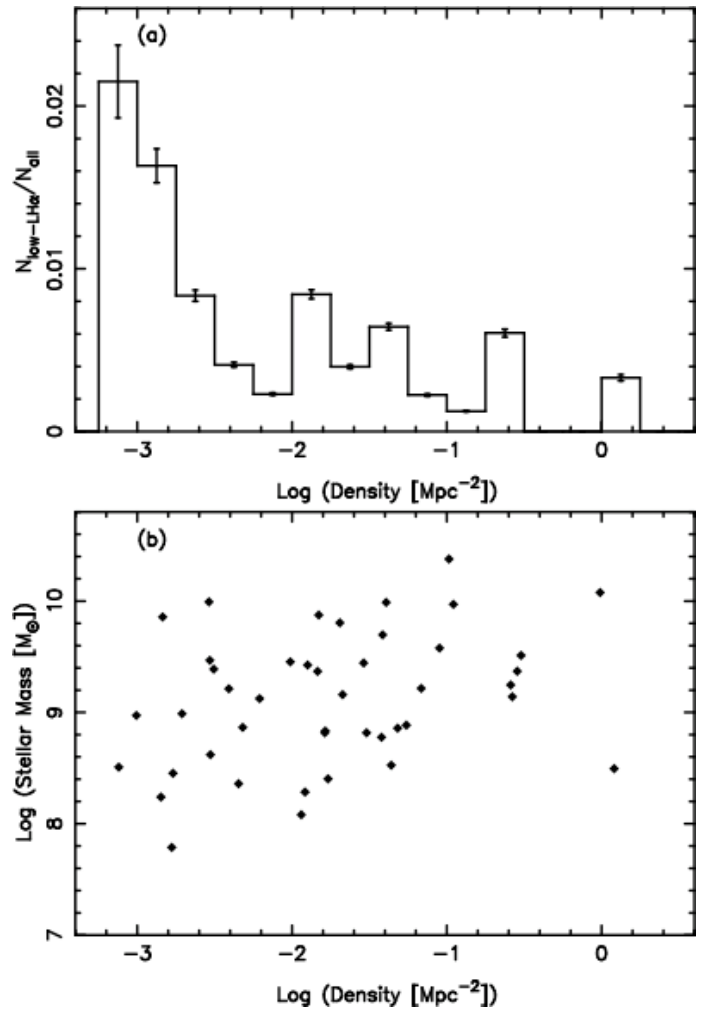 (a)
0.02
0.01
0
N_low-LHα/N_all
−3 −2 −1 0
Log (Density [Mpc⁻²])
(b)
10
9
8
7
Log (Stellar Mass [M_⊙])
−3 −2 −1 0
Log (Density [Mpc⁻²])